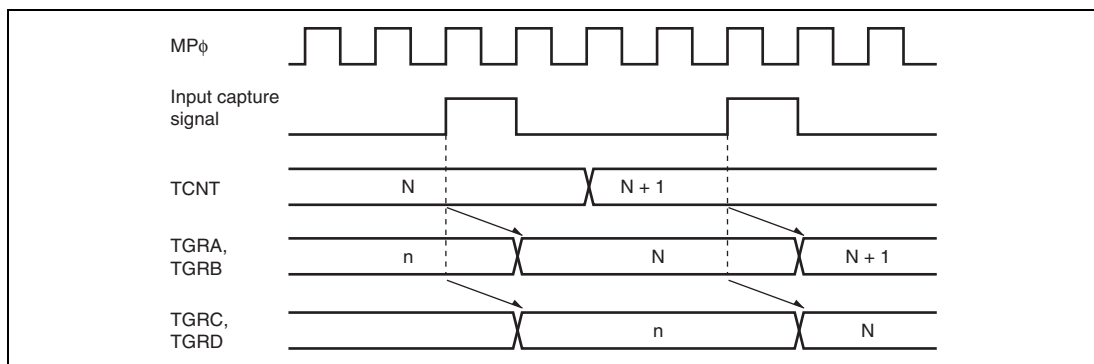 MPφ
Input capture
signal
TCNT
N
N + 1
TGRA,
TGRB
n
N
N + 1
TGRC,
TGRD
n
N